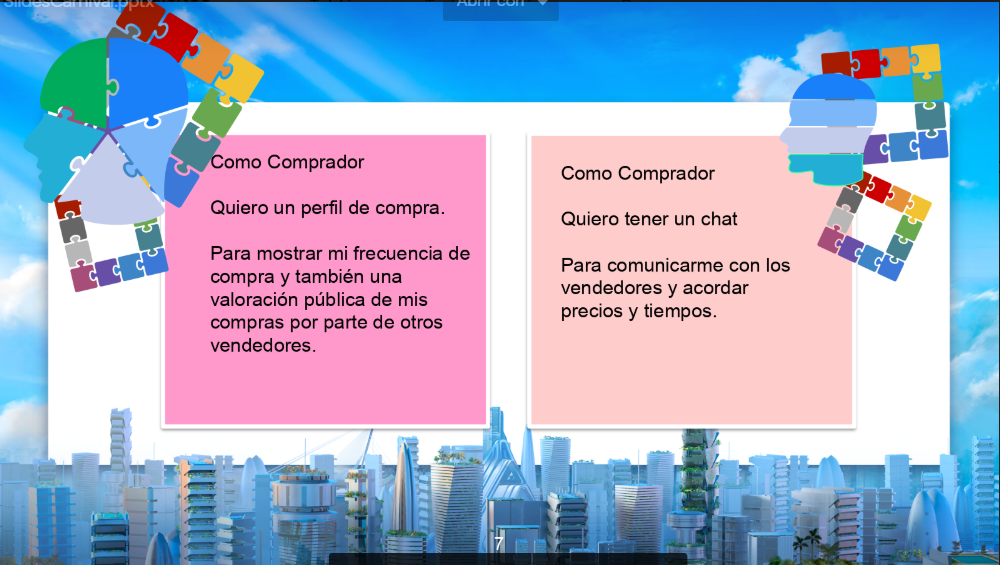 SlidesCarnival.pptx
Abrir con
Como Comprador
Quiero un perfil de compra.
Para mostrar mi frecuencia de
compra y también una
valoración pública de mis
compras por parte de otros
vendedores.
Como Comprador
Quiero tener un chat
Para comunicarme con los
vendedores y acordar
precios y tiempos.
7